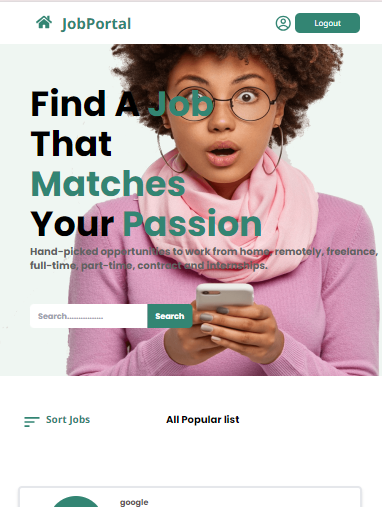 JobPortal
Logout
Find A Job
That
Matches
Your Passion
Hand-picked opportunities to work from home, remotely, freelance,
full-time, part-time, contract and internships.
Search...................
Search
Sort Jobs
All Popular list
google